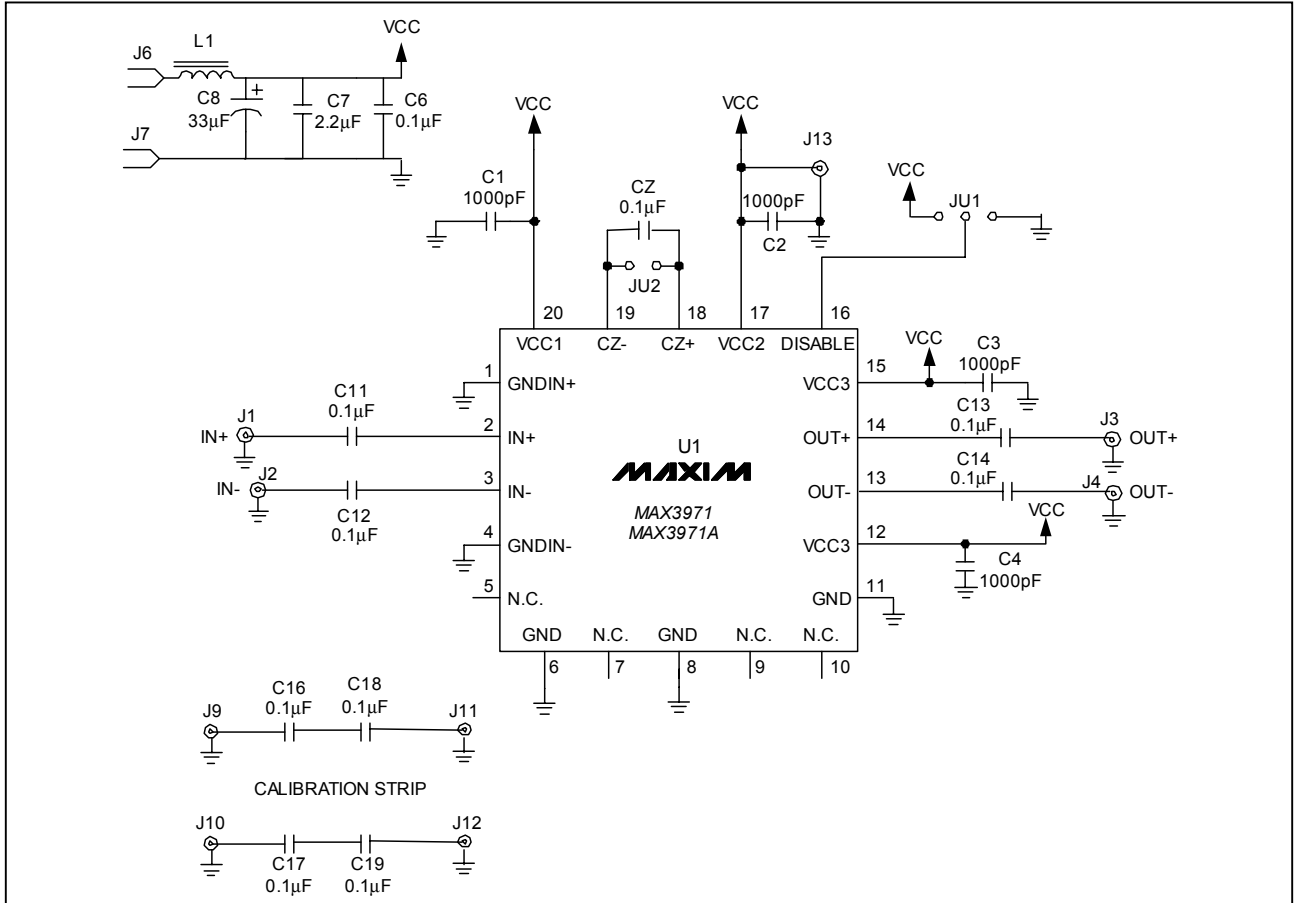 J6
L1
VCC
C8
33µF
+
C7
2.2µF
C6
0.1µF
J7
VCC
C1
1000pF
CZ
0.1µF
JU2
VCC
J13
1000pF
C2
VCC
JU1
20
19
18
17
16
VCC1
CZ-
CZ+
VCC2
DISABLE
1
GNDIN+
2
IN+
3
IN-
4
GNDIN-
5
N.C.
J1
IN+
C11
0.1µF
J2
IN-
C12
0.1µF
U1
MAXIM
MAX3971
MAX3971A
VCC
C3
1000pF
15
VCC3
C13
0.1µF
14
OUT+
J3
OUT+
C14
0.1µF
13
OUT-
J4
OUT-
VCC
12
VCC3
C4
1000pF
11
GND
GND
N.C.
GND
N.C.
N.C.
6
7
8
9
10
J9
C16
0.1µF
C18
0.1µF
J11
CALIBRATION STRIP
J10
C17
0.1µF
C19
0.1µF
J12